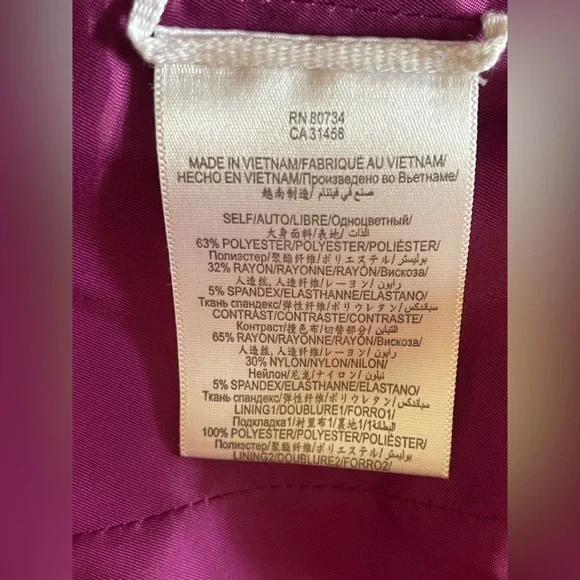 RN 80734
CA 31458
MADE IN VIETNAM/FABRIQUÉ AU VIETNAM/
HECHO EN VIETNAM/Произведено во Вьетнаме/
越南制造/ صنع في فيتنام/
SELF/AUTO/LIBRE/Одноцветный/
大身面料/表地/ الذات/
63% POLYESTER/POLYESTER/POLIÉSTER/
Полиэстер/聚酯纤维/ポリエステル/ بوليستر/
32% RAYON/RAYONNE/RAYÓN/Вискоза/
人造丝, 人造纤维/レーヨン/ رايون/
5% SPANDEX/ELASTHANNE/ELASTANO/
Ткань спандекс/弹性纤维/ポリウレタン/ سباندكس/
CONTRAST/CONTRASTE/CONTRASTE/
Контраст/撞色布/切替部分/ التباين/
65% RAYON/RAYONNE/RAYÓN/Вискоза/
人造丝, 人造纤维/レーヨン/ رايون/
30% NYLON/NYLON/NILON/
Нейлон/尼龙/ナイロン/ نيلون/
5% SPANDEX/ELASTHANNE/ELASTANO/
Ткань спандекс/弹性纤维/ポリウレタン/ سباندكس/
LINING1/DOUBLURE1/FORRO1/
Подкладка1/衬里布1/裏地1/ البطانة1/
100% POLYESTER/POLYESTER/POLIÉSTER/
Полиэстер/聚酯纤维/ポリエステル/ بوليستر/
LINING2/DOUBLURE2/FORRO2/